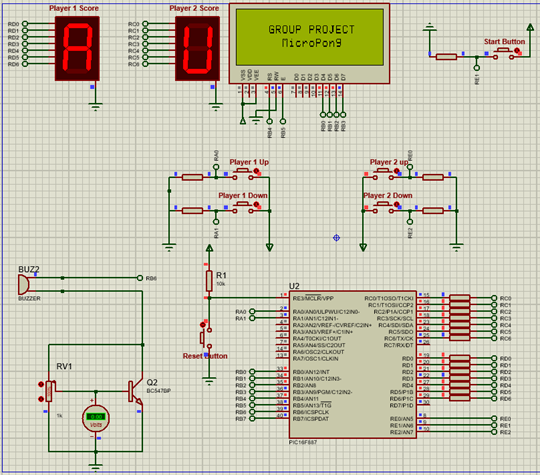 Player 1 Score
Player 2 Score
RD0
RD1
RD2
RD3
RD4
RD5
RD6
RC0
RC1
RC2
RC3
RC4
RC5
RC6
GROUP PROJECT
MicroPong
VSS
VDD
VEE
RS
RW
E
D0
D1
D2
D3
D4
D5
D6
D7
RB4
RB5
RB0
RB1
RB2
RB3
Start Button
RE1
RA0
Player 1 Up
Player 1 Down
RA1
Player 2 up
RE0
Player 2 Down
RE2
BUZ2
BUZZER
RB6
R1
10k
Reset Button
RV1
1k
Q2
BC547BP
Volts
U2
RE3/MCLR/VPP
RA0/AN0/ULPWU/C12IN0-
RA1/AN1/C12IN1-
RA2/AN2/VREF-/CVREF/C2IN+
RA3/AN3/VREF+/C1IN+
RA4/T0CKI/C1OUT
RA5/AN4/SS/C2OUT
RA6/OSC2/CLKOUT
RA7/OSC1/CLKIN
RB0/AN12/INT
RB1/AN10/C12IN3-
RB2/AN8
RB3/AN9/PGM/C12IN2-
RB4/AN11
RB5/AN13/T1G
RB6/ICSPCLK
RB7/ICSPDAT
RC0/T1OSO/T1CKI
RC1/T1OSI/CCP2
RC2/P1A/CCP1
RC3/SCK/SCL
RC4/SDI/SDA
RC5/SDO
RC6/TX/CK
RC7/RX/DT
RD0
RD1
RD2
RD3
RD4
RD5/P1B
RD6/P1C
RD7/P1D
RE0/AN5
RE1/AN6
RE2/AN7
PIC16F887
RA0
RA1
RB0
RB1
RB2
RB3
RB4
RB5
RB6
RB7
RC0
RC1
RC2
RC3
RC4
RC5
RC6
RD0
RD1
RD2
RD3
RD4
RD5
RD6
RE0
RE1
RE2